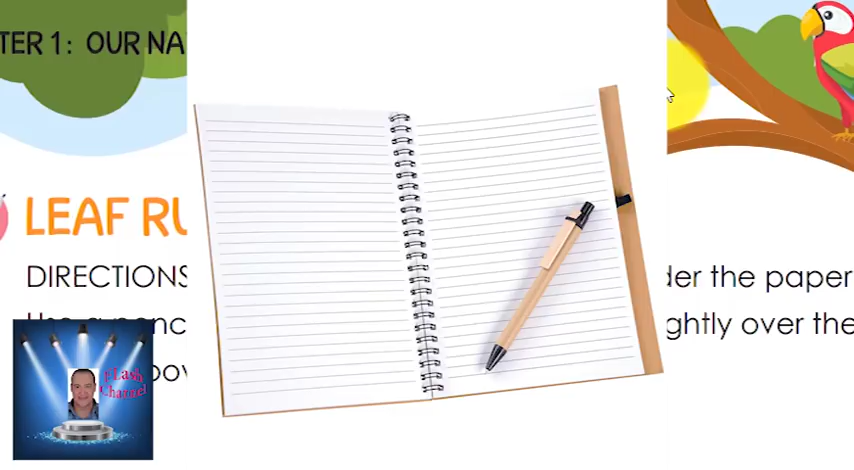 TER 1: OUR NA
LEAF RU
DIRECTIONS
der the paper
ghtly over the
fLash
Channel